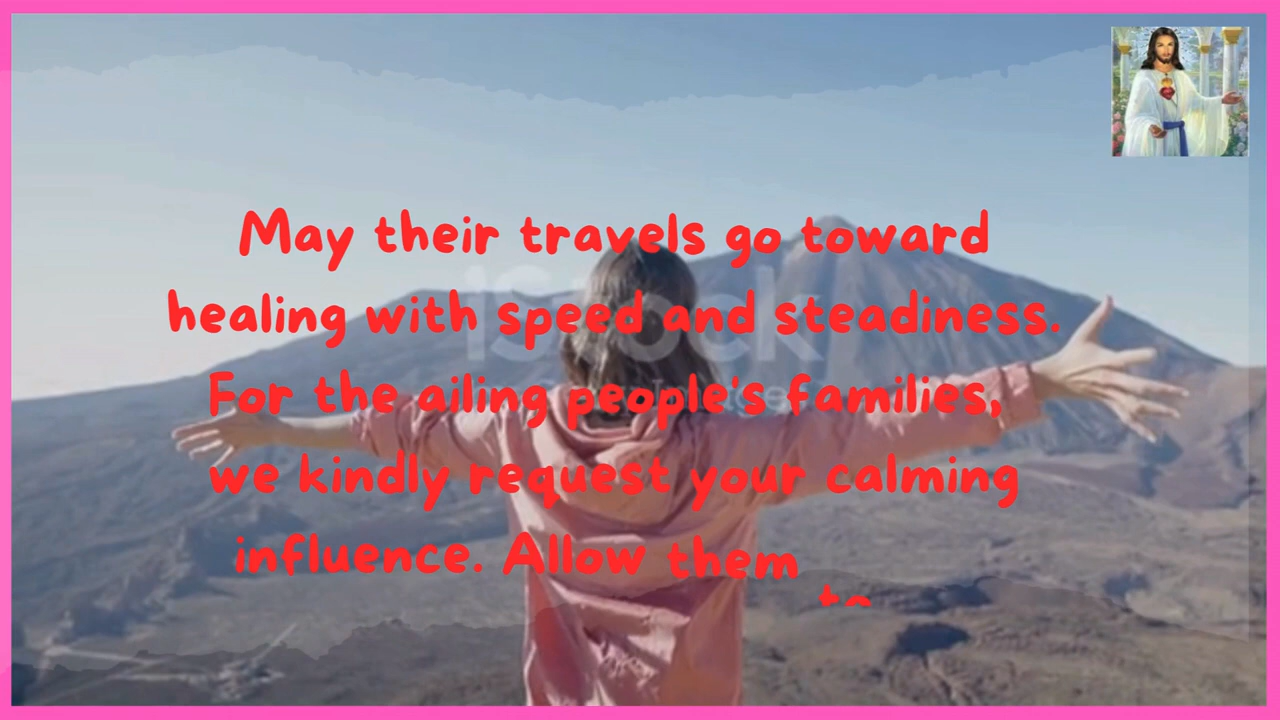 May their travels go toward
healing with speed and steadiness.
For the ailing people's families,
we kindly request your calming
influence. Allow them to
iStock